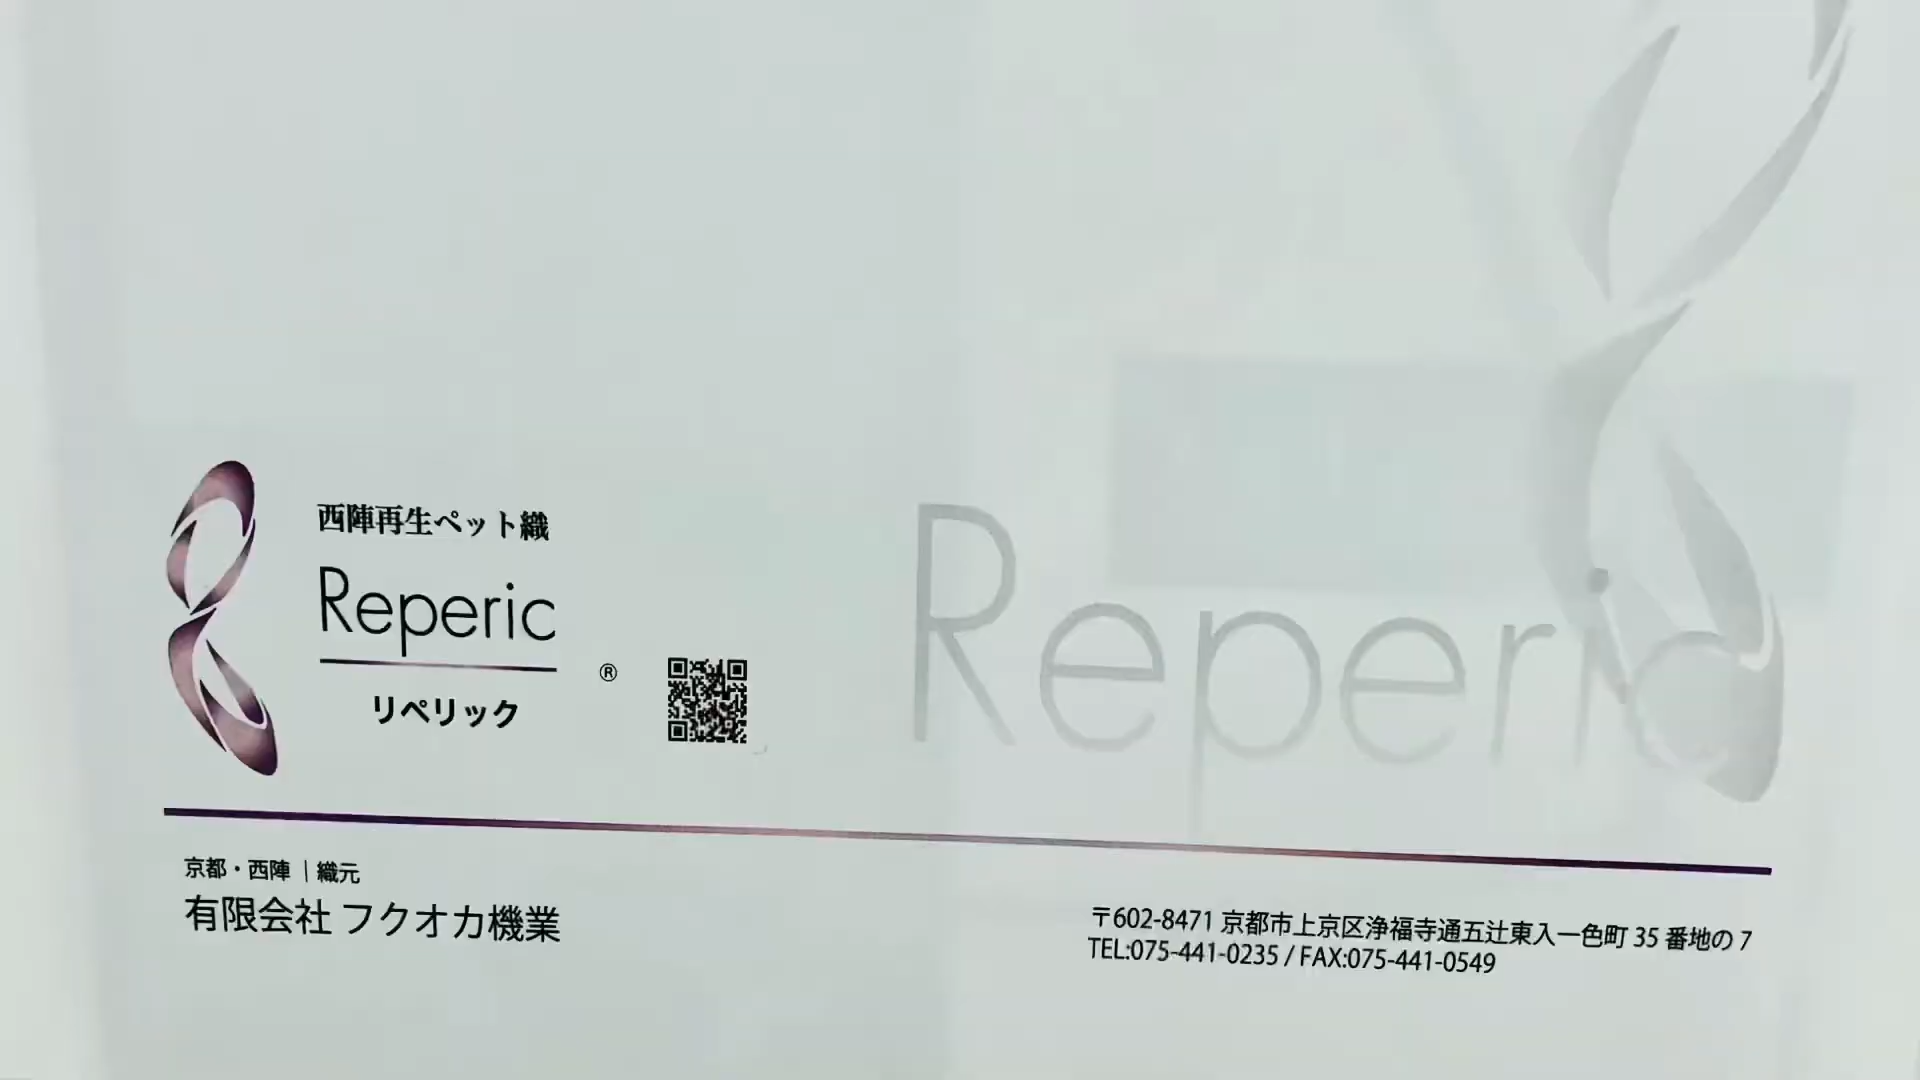 西陣再生ペット織
Reperic
®
リペリック
Reperic
京都・西陣｜織元
有限会社 フクオカ機業
〒602-8471 京都市上京区浄福寺通五辻東入一色町 35 番地の 7
TEL:075-441-0235 / FAX:075-441-0549